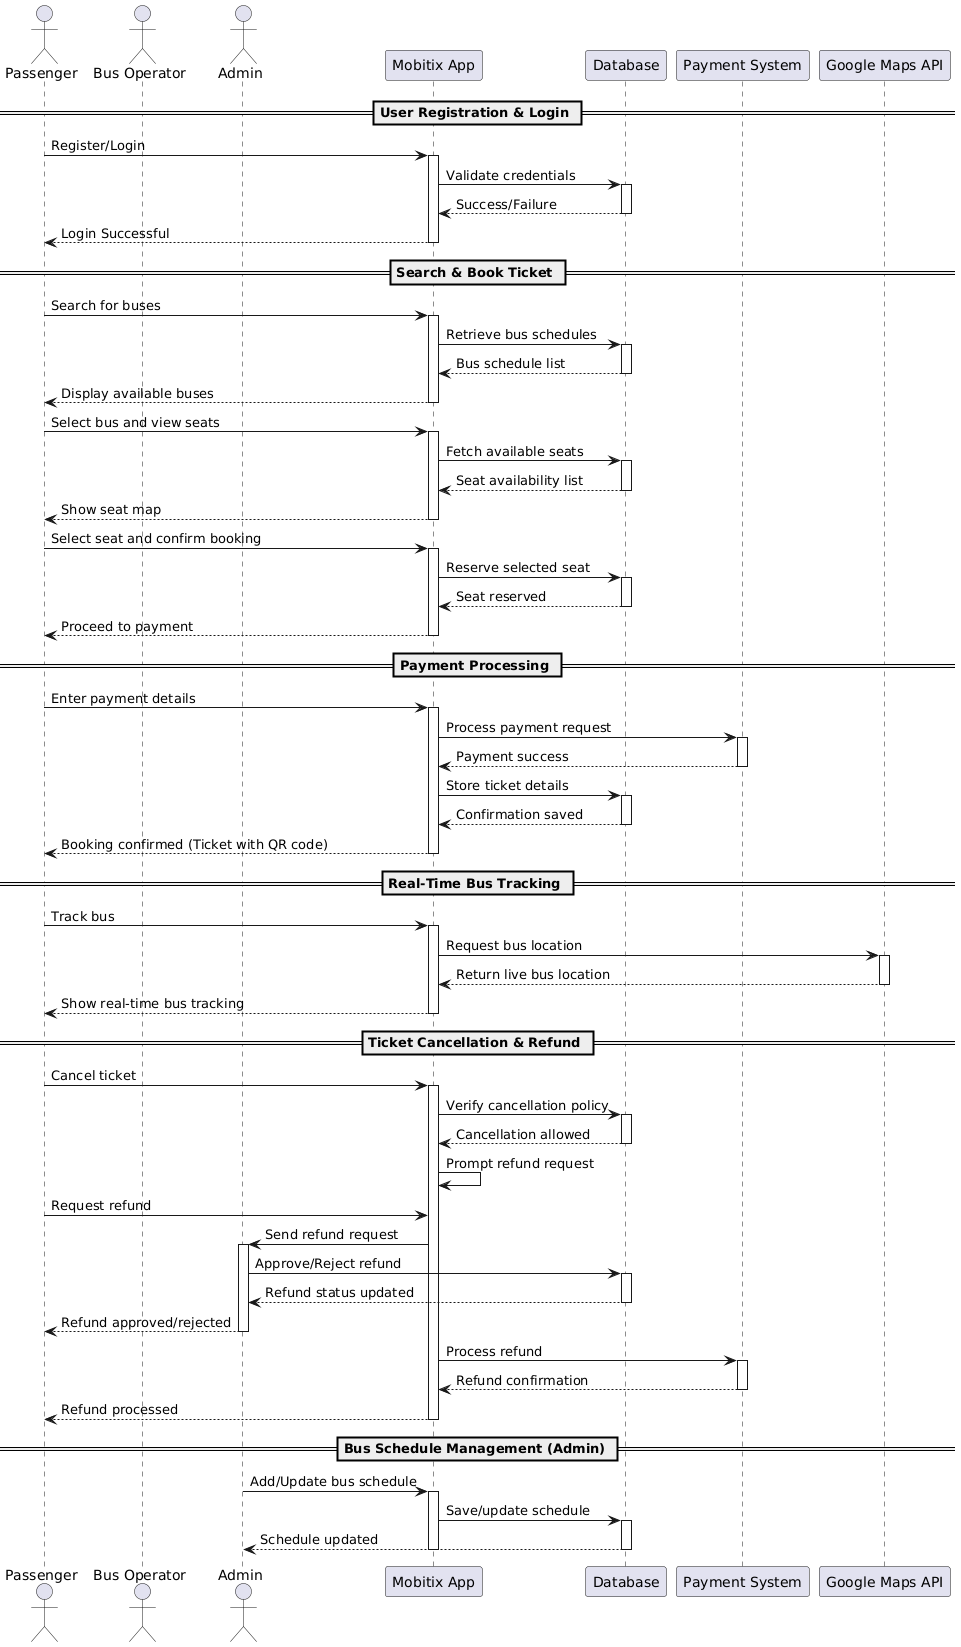 Passenger Bus Operator Admin Mobitix App Database Payment System Google Maps API
User Registration & Login
Register/Login
Validate credentials
Success/Failure
Login Successful
Search & Book Ticket
Search for buses
Retrieve bus schedules
Bus schedule list
Display available buses
Select bus and view seats
Fetch available seats
Seat availability list
Show seat map
Select seat and confirm booking
Reserve selected seat
Seat reserved
Proceed to payment
Payment Processing
Enter payment details
Process payment request
Payment success
Store ticket details
Confirmation saved
Booking confirmed (Ticket with QR code)
Real-Time Bus Tracking
Track bus
Request bus location
Return live bus location
Show real-time bus tracking
Ticket Cancellation & Refund
Cancel ticket
Verify cancellation policy
Cancellation allowed
Prompt refund request
Request refund
Send refund request
Approve/Reject refund
Refund status updated
Refund approved/rejected
Process refund
Refund confirmation
Refund processed
Bus Schedule Management (Admin)
Add/Update bus schedule
Save/update schedule
Schedule updated
Passenger Bus Operator Admin Mobitix App Database Payment System Google Maps API